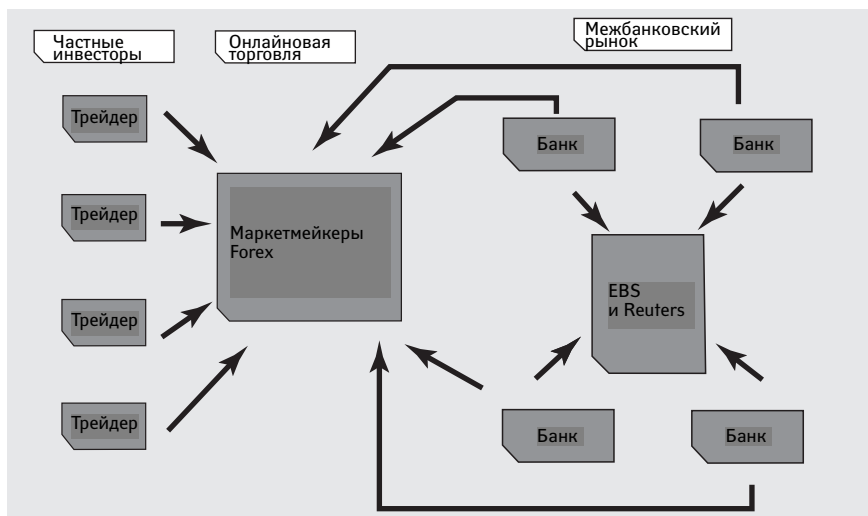 Частные
инвесторы
Онлайновая
торговля
Межбанковский
рынок
Трейдер
Банк
Банк
Трейдер
Маркетмейкеры
Forex
EBS
и Reuters
Трейдер
Трейдер
Банк
Банк